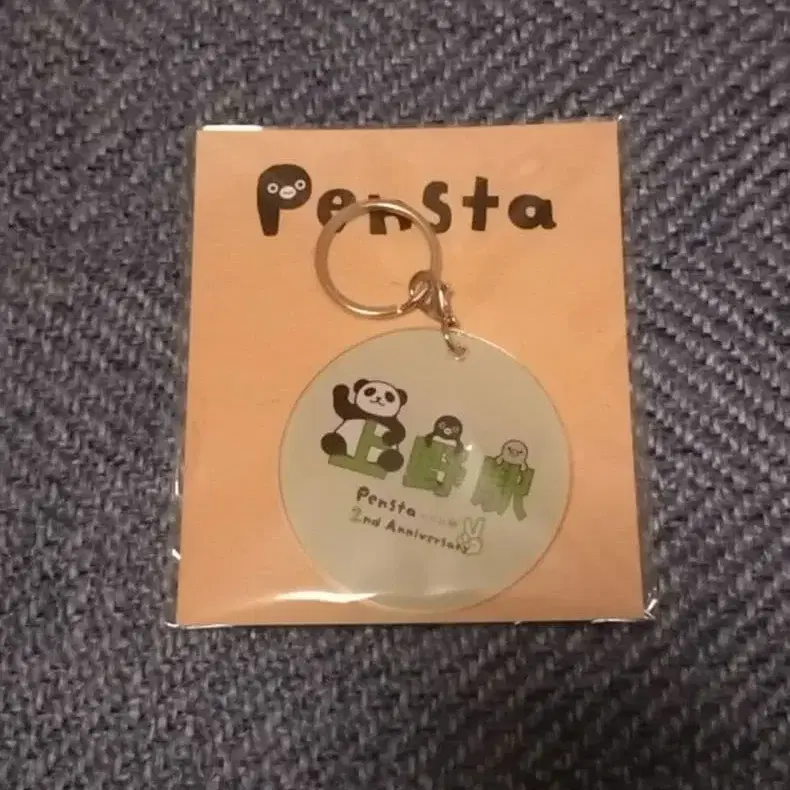 Pensta
上野駅
Pensta
2nd Anniversary